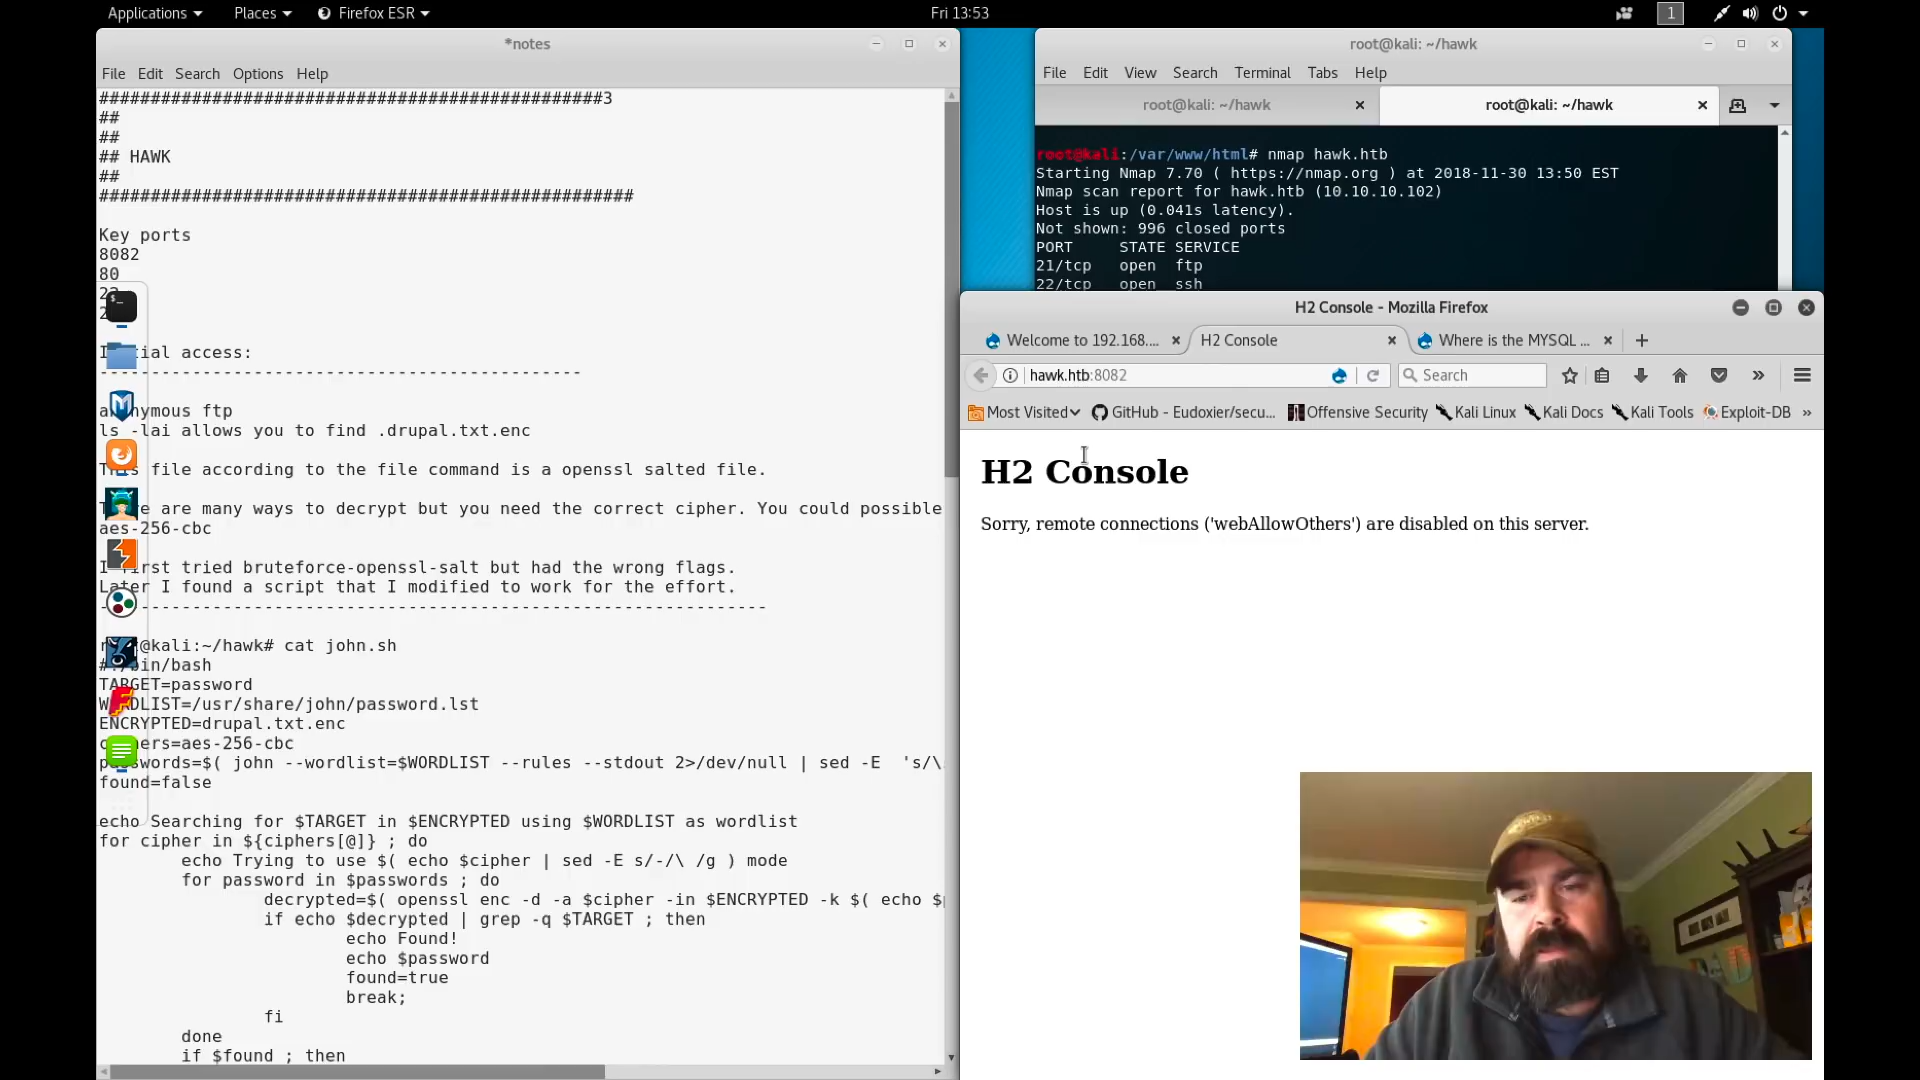 Applications
Places
Firefox ESR
Fri 13:53
1
*notes
File Edit Search Options Help
#################################################3
##
##
## HAWK
##
####################################################
Key ports
8082
80
tial access:
-----------------------------------------------
ymous ftp
ls -lai allows you to find .drupal.txt.enc
file according to the file command is a openssl salted file.
are many ways to decrypt but you need the correct cipher. You could possible
aes-256-cbc
I first tried bruteforce-openssl-salt but had the wrong flags.
Later I found a script that I modified to work for the effort.
-----------------------------------------------------------------
@kali:~/hawk# cat john.sh
bin/bash
TARGET=password
WORDLIST=/usr/share/john/password.lst
ENCRYPTED=drupal.txt.enc
ers=aes-256-cbc
words=$( john --wordlist=$WORDLIST --rules --stdout 2>/dev/null | sed -E 's/\
found=false
echo Searching for $TARGET in $ENCRYPTED using $WORDLIST as wordlist
for cipher in ${ciphers[@]} ; do
echo Trying to use $( echo $cipher | sed -E s/-/\ /g ) mode
for password in $passwords ; do
decrypted=$( openssl enc -d -a $cipher -in $ENCRYPTED -k $( echo $
if echo $decrypted | grep -q $TARGET ; then
echo Found!
echo $password
found=true
break;
fi
done
if $found ; then
root@kali: ~/hawk
File Edit View Search Terminal Tabs Help
root@kali: ~/hawk
root@kali: ~/hawk
root@kali:/var/www/html# nmap hawk.htb
Starting Nmap 7.70 ( https://nmap.org ) at 2018-11-30 13:50 EST
Nmap scan report for hawk.htb (10.10.10.102)
Host is up (0.041s latency).
Not shown: 996 closed ports
PORT STATE SERVICE
21/tcp open ftp
22/tcp open ssh
H2 Console - Mozilla Firefox
Welcome to 192.168....
H2 Console
Where is the MYSQL ...
hawk.htb:8082
Search
Most Visited
GitHub - Eudoxier/secu...
Offensive Security
Kali Linux
Kali Docs
Kali Tools
Exploit-DB
H2 Console
Sorry, remote connections ('webAllowOthers') are disabled on this server.